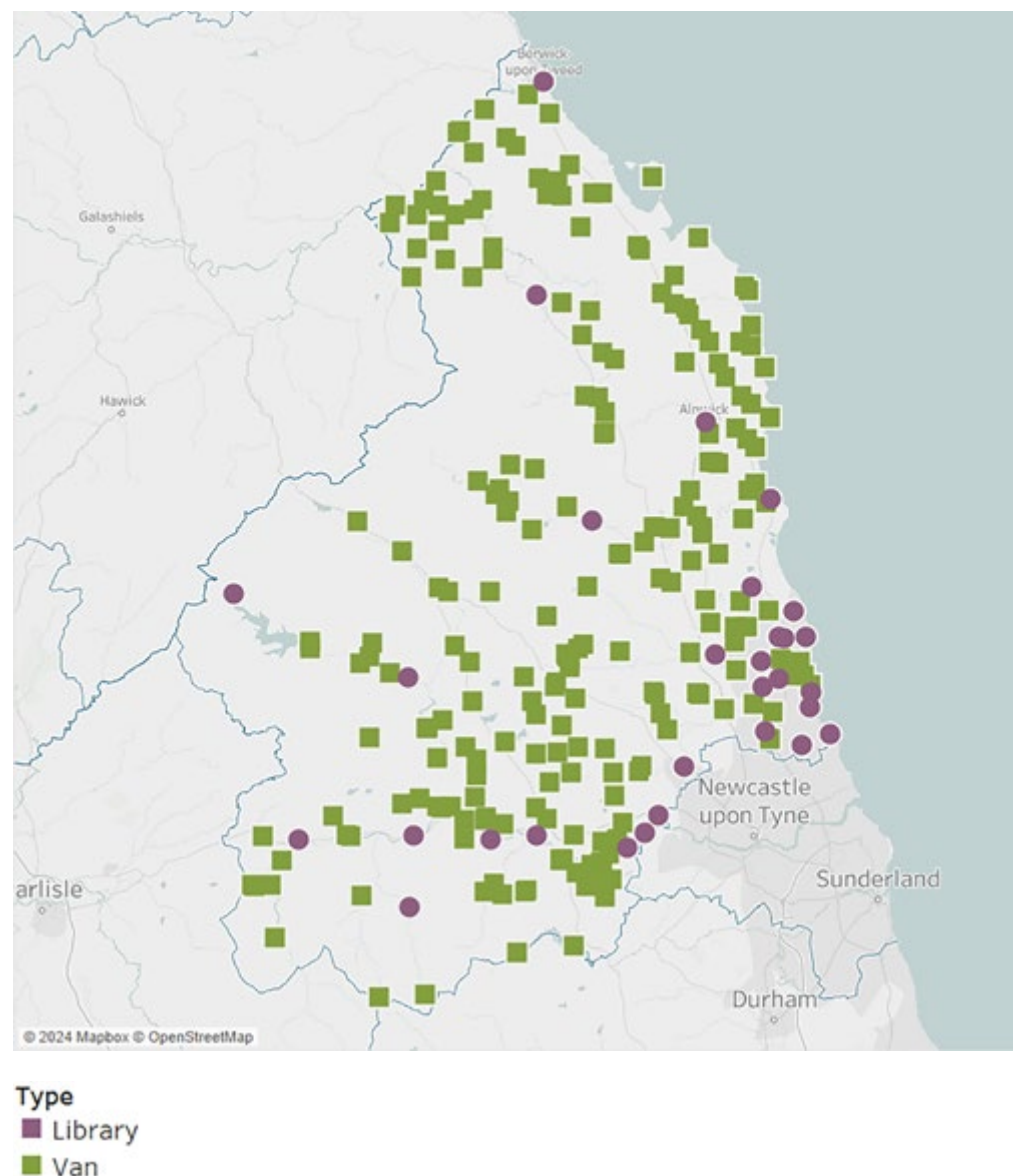 Berwick-
upon Tweed
Galashiels
Hawick
Alnwick
Newcastle
upon Tyne
arlisle
Sunderland
Durham
© 2024 Mapbox © OpenStreetMap
Type
Library
Van